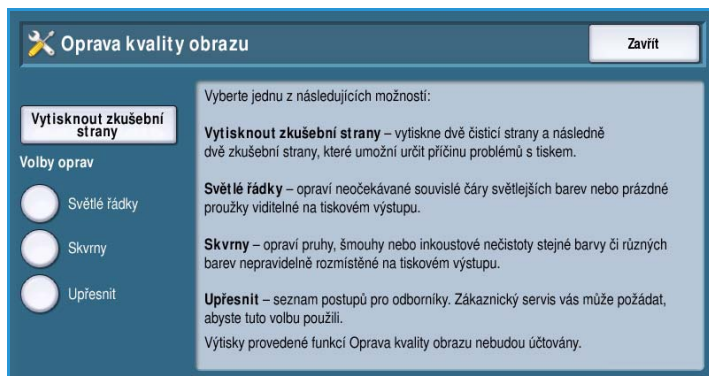 Oprava kvality obrazu
Zavřít
Vytisknout zkušební
strany
Volby oprav
Světlé řádky
Skvrny
Upřesnit
Vyberte jednu z následujících možností:
Vytisknout zkušební strany – vytiskne dvě čisticí strany a následně
dvě zkušební strany, které umožní určit příčinu problémů s tiskem.
Světlé řádky – opraví neočekávané souvislé čáry světlejších barev nebo prázdné
proužky viditelné na tiskovém výstupu.
Skvrny – opraví pruhy, šmouhy nebo inkoustové nečistoty stejné barvy či různých
barev nepravidelně rozmístěné na tiskovém výstupu.
Upřesnit – seznam postupů pro odborníky. Zákaznický servis vás může požádat,
abyste tuto volbu použili.
Výtisky provedené funkcí Oprava kvality obrazu nebudou účtovány.